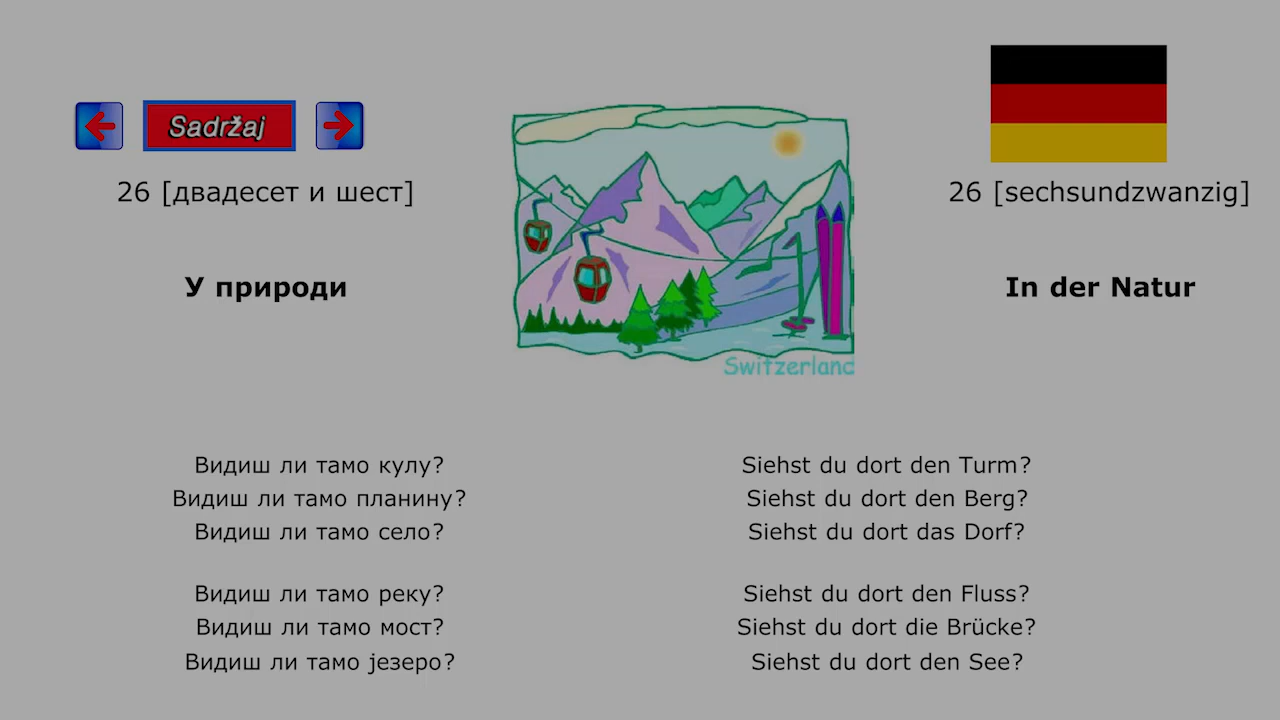 Sadržaj
26 [двадесет и шест]
26 [sechsundzwanzig]
У природи
In der Natur
Switzerland
Видиш ли тамо кулу?
Видиш ли тамо планину?
Видиш ли тамо село?
Видиш ли тамо реку?
Видиш ли тамо мост?
Видиш ли тамо језеро?
Siehst du dort den Turm?
Siehst du dort den Berg?
Siehst du dort das Dorf?
Siehst du dort den Fluss?
Siehst du dort die Brücke?
Siehst du dort den See?